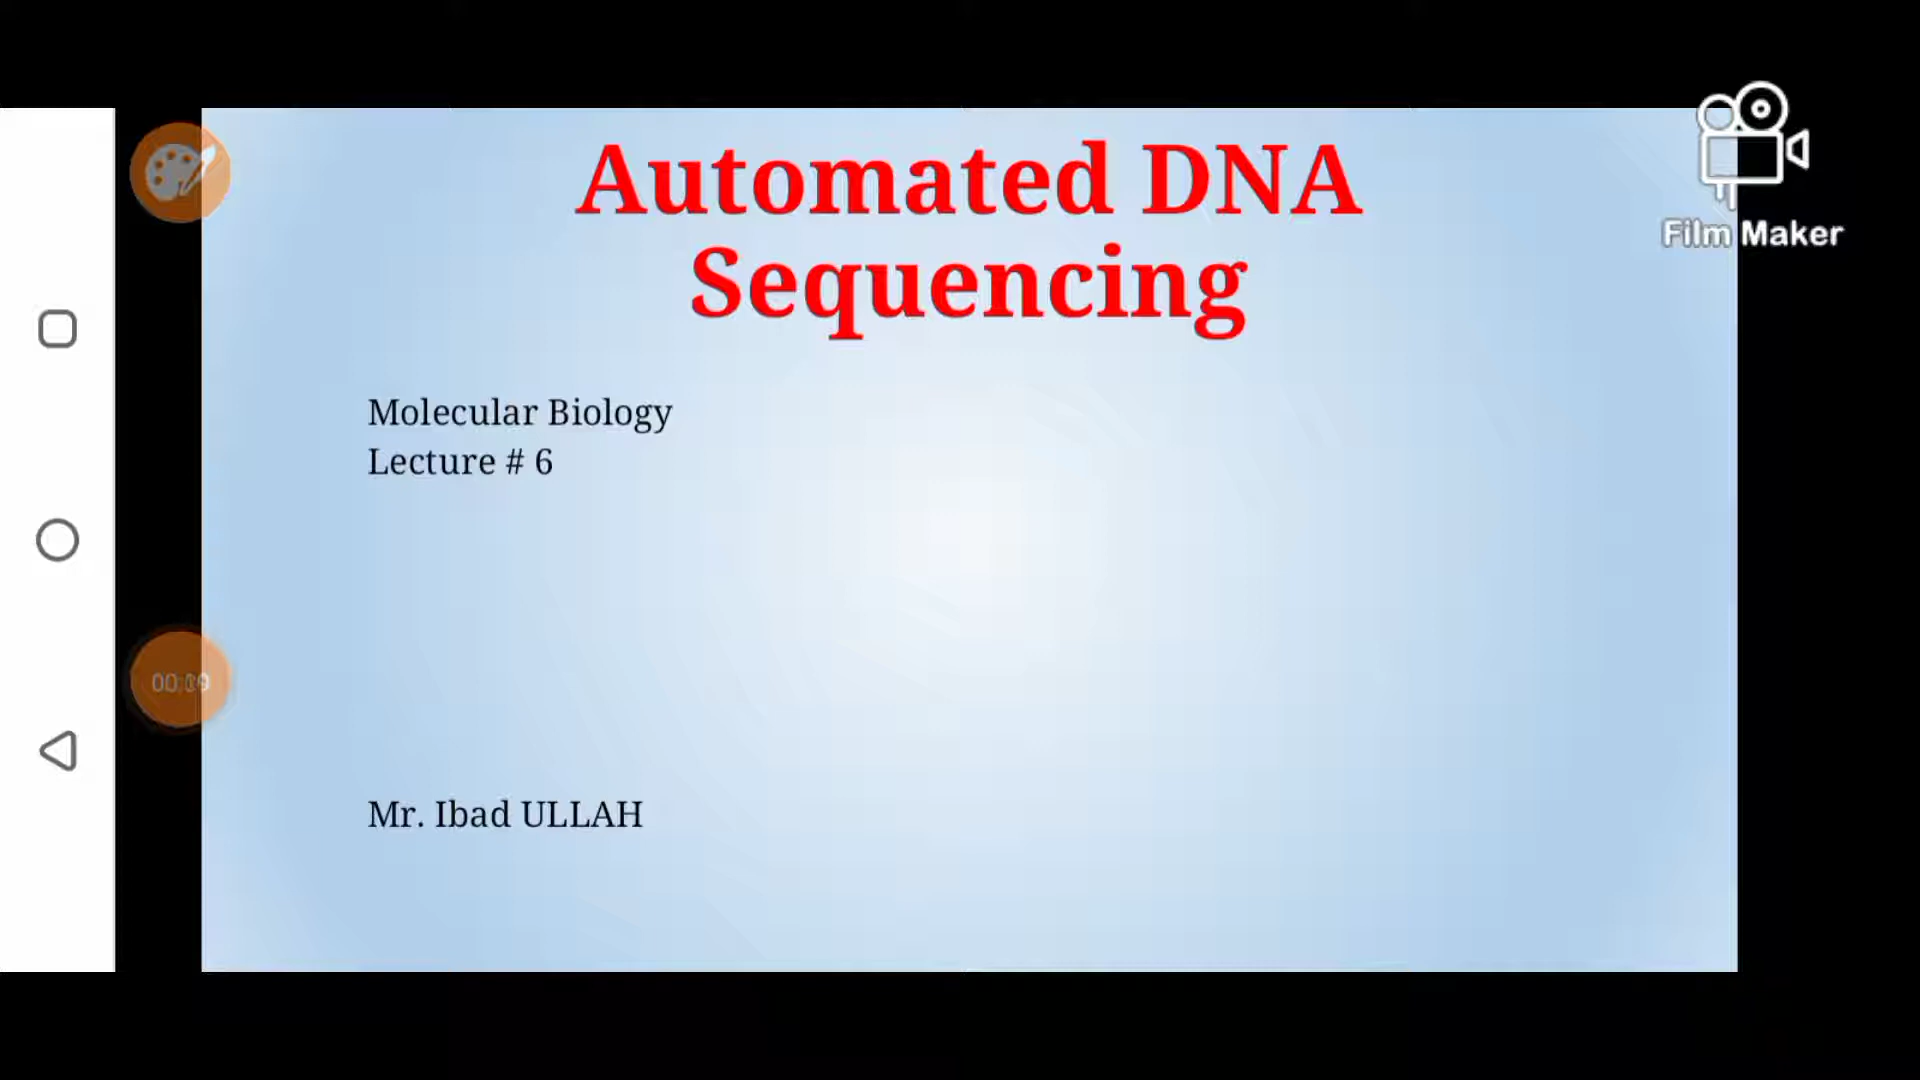 Automated DNA
Sequencing
Film Maker
Molecular Biology
Lecture # 6
Mr. Ibad ULLAH